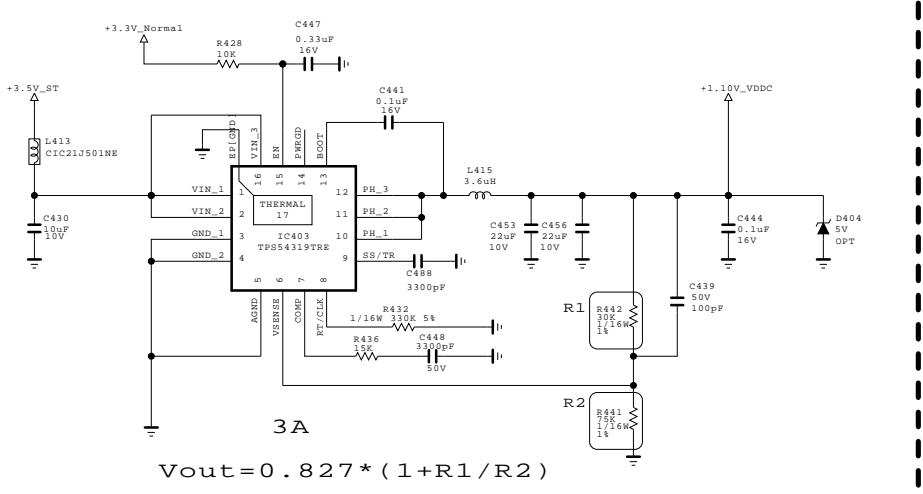 +3.3V_Normal
R428
10K
C447
0.33uF
16V
+3.5V_ST
L413
CIC21J501NE
C441
0.1uF
16V
+1.10V_VDDC
EP[GND]
VIN_3
EN
PWRGD
BOOT
16
15
14
13
L415
3.6uH
VIN_1
1
THERMAL
17
12
PH_3
VIN_2
2
11
PH_2
GND_1
3
IC403
TPS54319TRE
10
PH_1
GND_2
4
9
SS/TR
5
6
7
8
AGND
VSENSE
COMP
RT/CLK
C430
10uF
10V
C453
22uF
10V
C456
22uF
10V
C444
0.1uF
16V
D404
5V
OPT
C488
3300pF
C439
50V
100pF
R432
1/16W 330K 5%
R436
15K
C448
3300pF
50V
R1
R442
30K
1/16W
1%
R2
R441
75K
1/16W
1%
3A
Vout=0.827*(1+R1/R2)